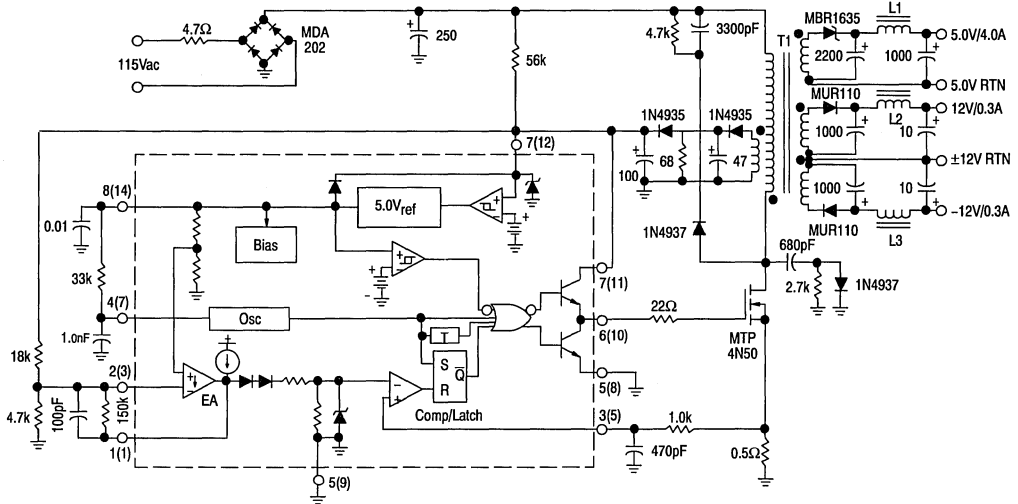 L1
MBR1635
5.0V/4.0A
4.7Ω
MDA
202
+
250
4.7k
3300pF
T1
+
2200
1000
+
115Vac
56k
5.0V RTN
MUR110
12V/0.3A
1N4935
1N4935
L2
1000
+
10
+
7(12)
+
100
68
+
47
±12V RTN
8(14)
5.0Vref
+
–
1000
+
10
+
0.01
–12V/0.3A
1N4937
MUR110
L3
Bias
+
–
680pF
33k
+
–
7(11)
2.7k
1N4937
4(7)
Osc
22Ω
1.0nF
T
6(10)
MTP
4N50
18k
+
S
Q
R
2(3)
+
–
EA
–
+
5(8)
Comp/Latch
4.7k
100pF
150k
3(5)
1.0k
1(1)
470pF
0.5Ω
5(9)